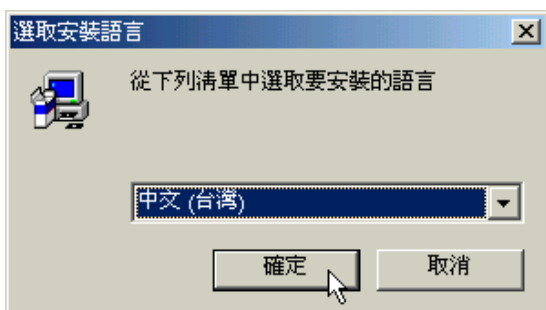 選取安裝語言
從下列清單中選取要安裝的語言
中文 (台灣)
確定
取消